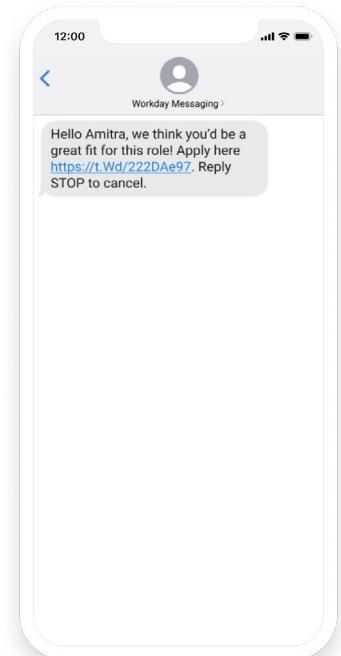 12:00
Workday Messaging
Hello Amitra, we think you'd be a
great fit for this role! Apply here
https://t.Wd/222DAe97. Reply
STOP to cancel.